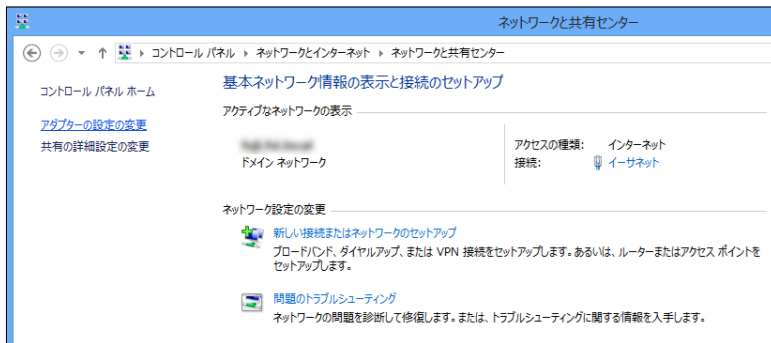 ネットワークと共有センター
コントロール パネル ▸ ネットワークとインターネット ▸ ネットワークと共有センター
コントロール パネル ホーム
アダプターの設定の変更
共有の詳細設定の変更
基本ネットワーク情報の表示と接続のセットアップ
アクティブなネットワークの表示
ドメイン ネットワーク
アクセスの種類: インターネット
接続: イーサネット
ネットワーク設定の変更
新しい接続またはネットワークのセットアップ
ブロードバンド、ダイヤルアップ、または VPN 接続をセットアップします。あるいは、ルーターまたはアクセス ポイントを
セットアップします。
問題のトラブルシューティング
ネットワークの問題を診断して修復します。または、トラブルシューティングに関する情報を入手します。